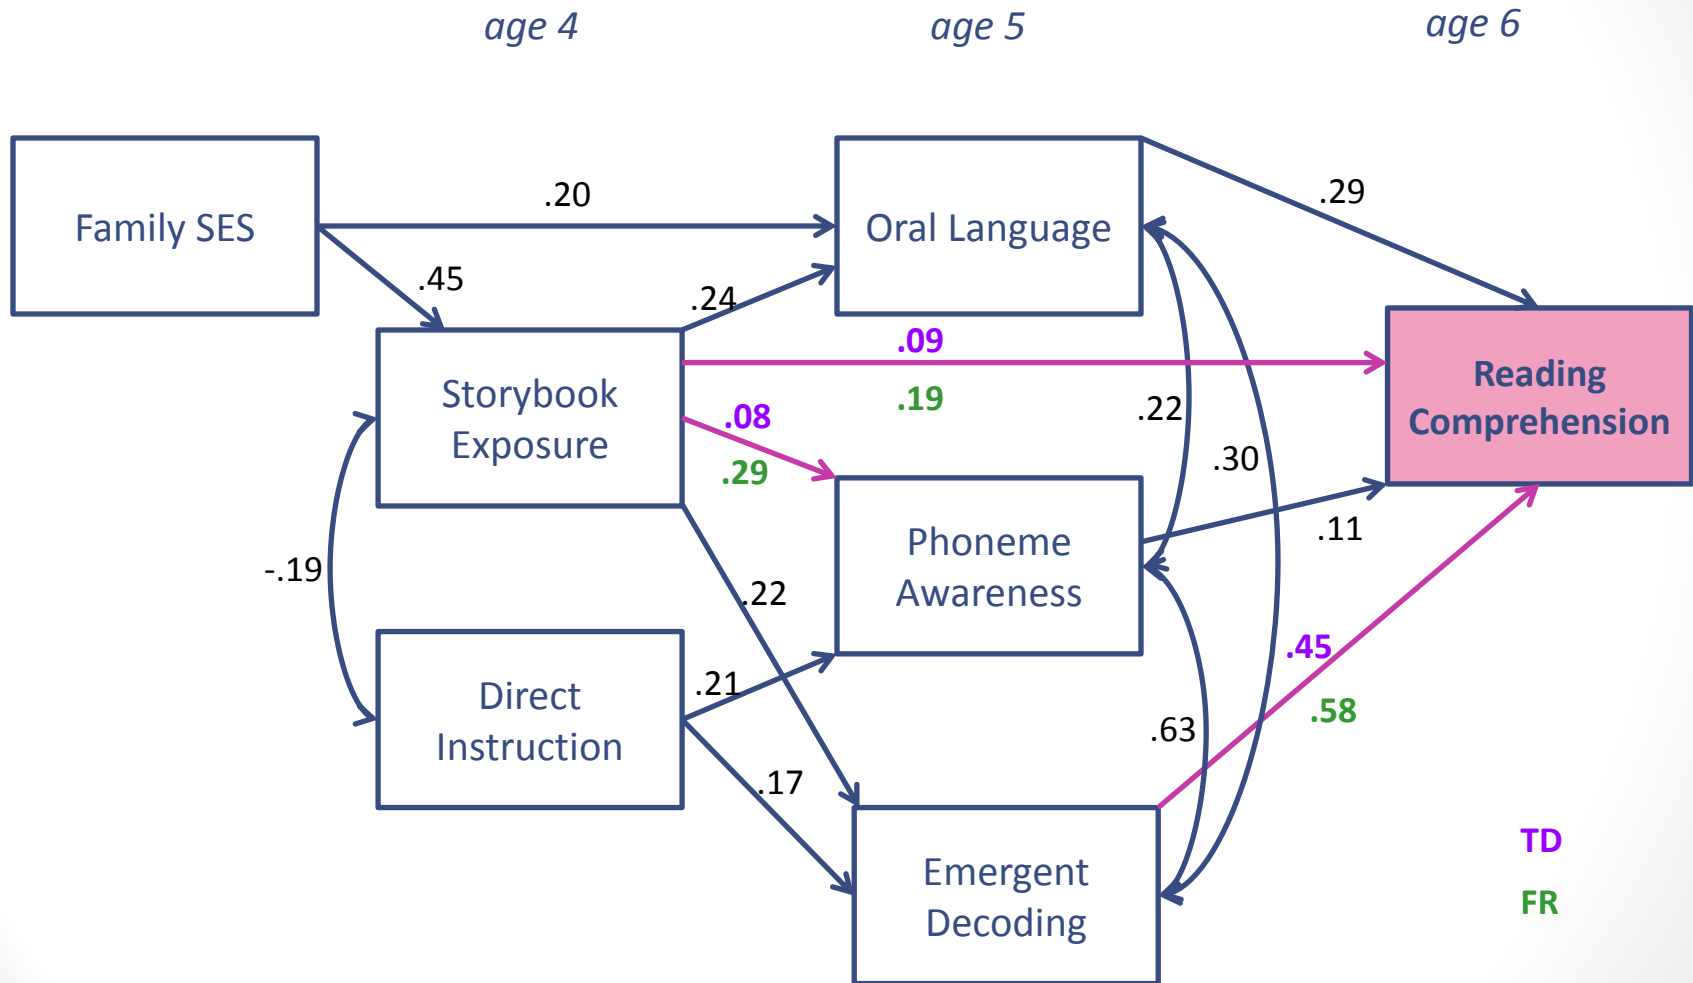 age 4
age 5
age 6
Family SES
.20
Oral Language
.29
.45
.24
Storybook
Exposure
.09
.19
.08
.29
.22
.30
Reading
Comprehension
Phoneme
Awareness
.11
-.19
.22
Direct
Instruction
.21
.17
.63
.45
.58
Emergent
Decoding
TD
FR